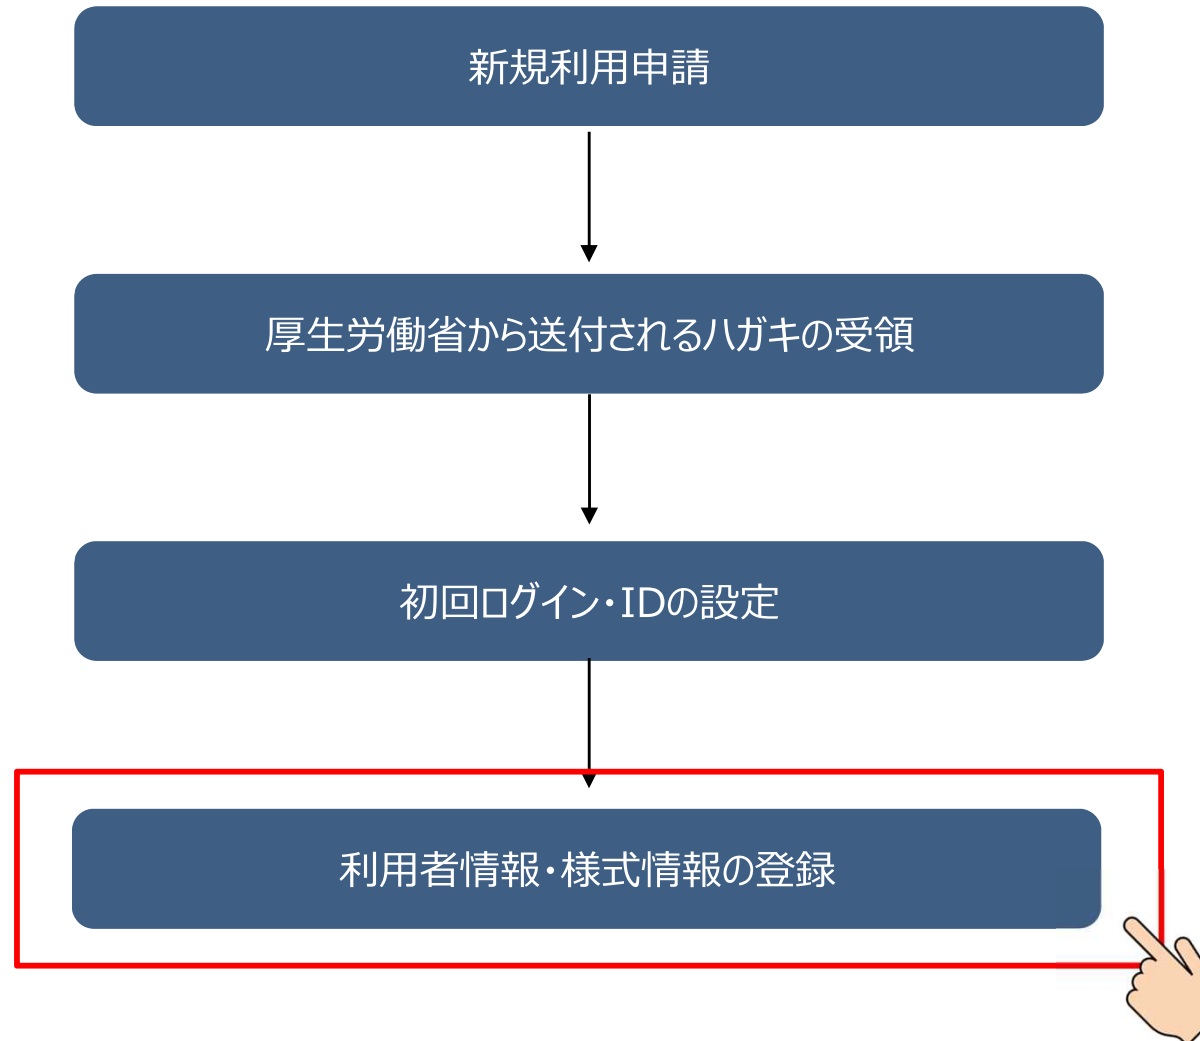 新規利用申請
厚生労働省から送付されるハガキの受領
初回ログイン・IDの設定
利用者情報・様式情報の登録